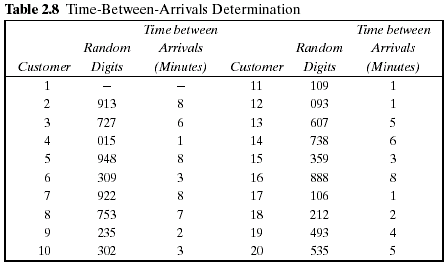 Table 2.8 Time-Between-Arrivals Determination
Time between Time between
Random Arrivals Random Arrivals
Customer Digits (Minutes) Customer Digits (Minutes)
1 – – 11 109 1
2 913 8 12 093 1
3 727 6 13 607 5
4 015 1 14 738 6
5 948 8 15 359 3
6 309 3 16 888 8
7 922 8 17 106 1
8 753 7 18 212 2
9 235 2 19 493 4
10 302 3 20 535 5